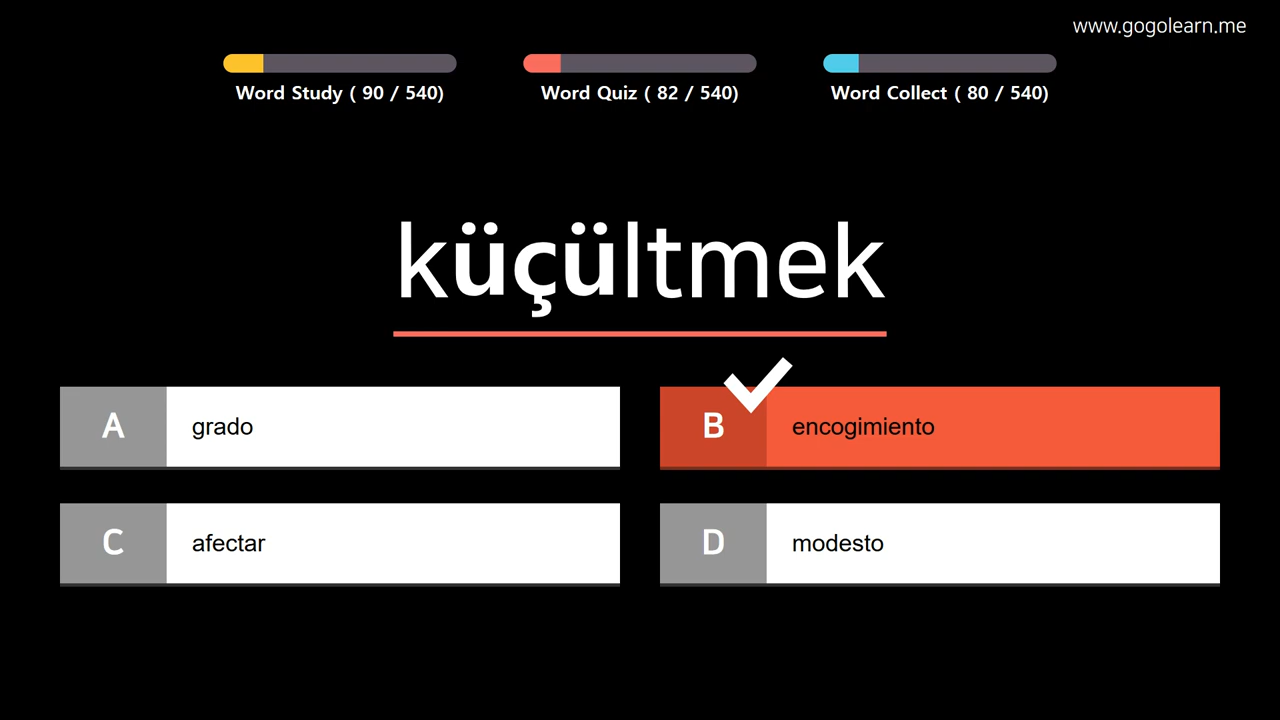 www.gogolearn.me
Word Study ( 90 / 540)
Word Quiz ( 82 / 540)
Word Collect ( 80 / 540)
küçültmek
A grado
B encogimiento
C afectar
D modesto